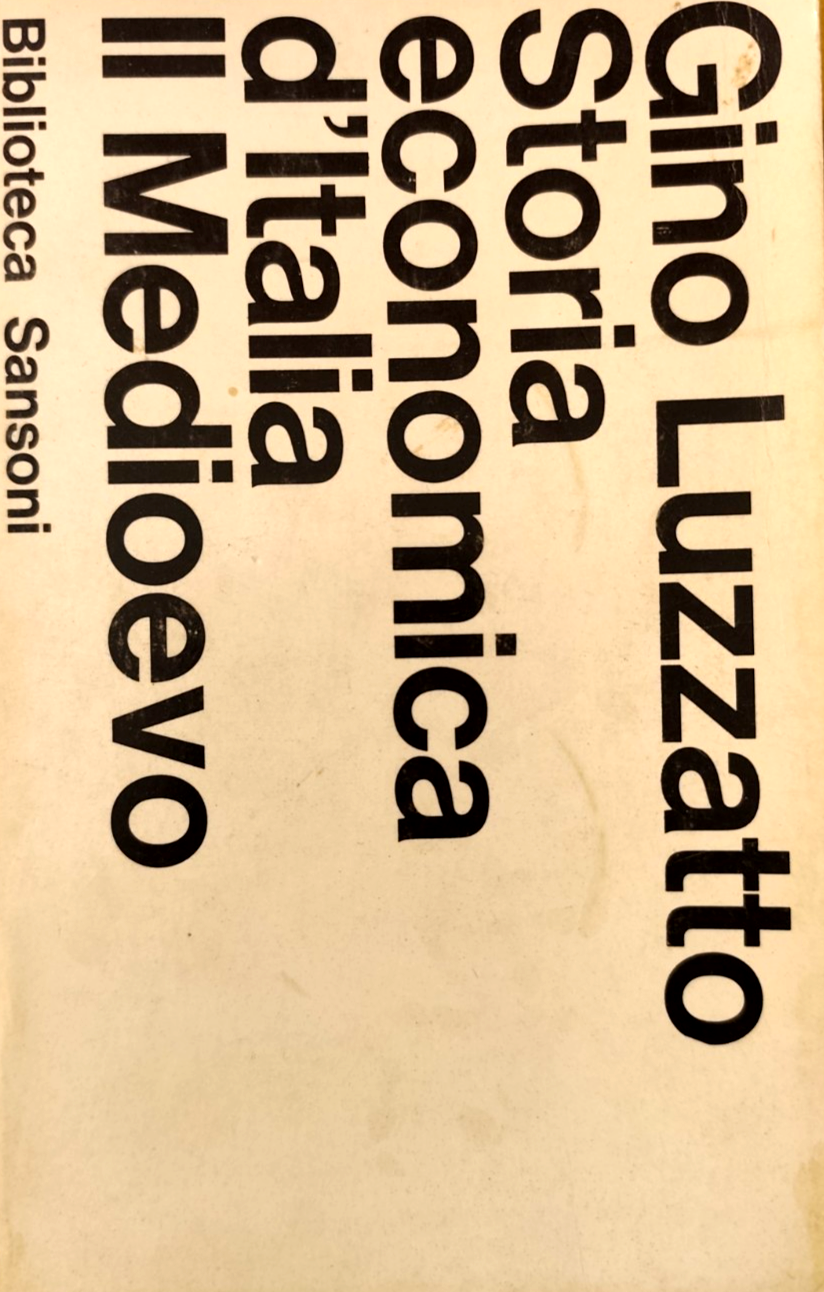 Gino Luzzatto
Storia
economica
d'Italia
Il Medioevo
Biblioteca Sansoni